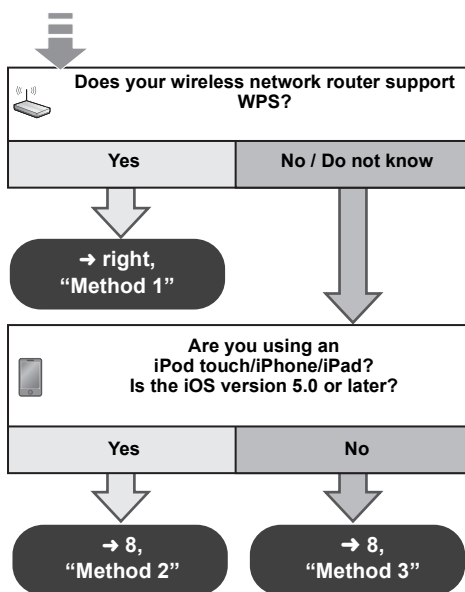 Does your wireless network router support
WPS?
Yes
No / Do not know
➔ right,
“Method 1”
Are you using an
iPod touch/iPhone/iPad?
Is the iOS version 5.0 or later?
Yes
No
➔ 8,
“Method 2”
➔ 8,
“Method 3”